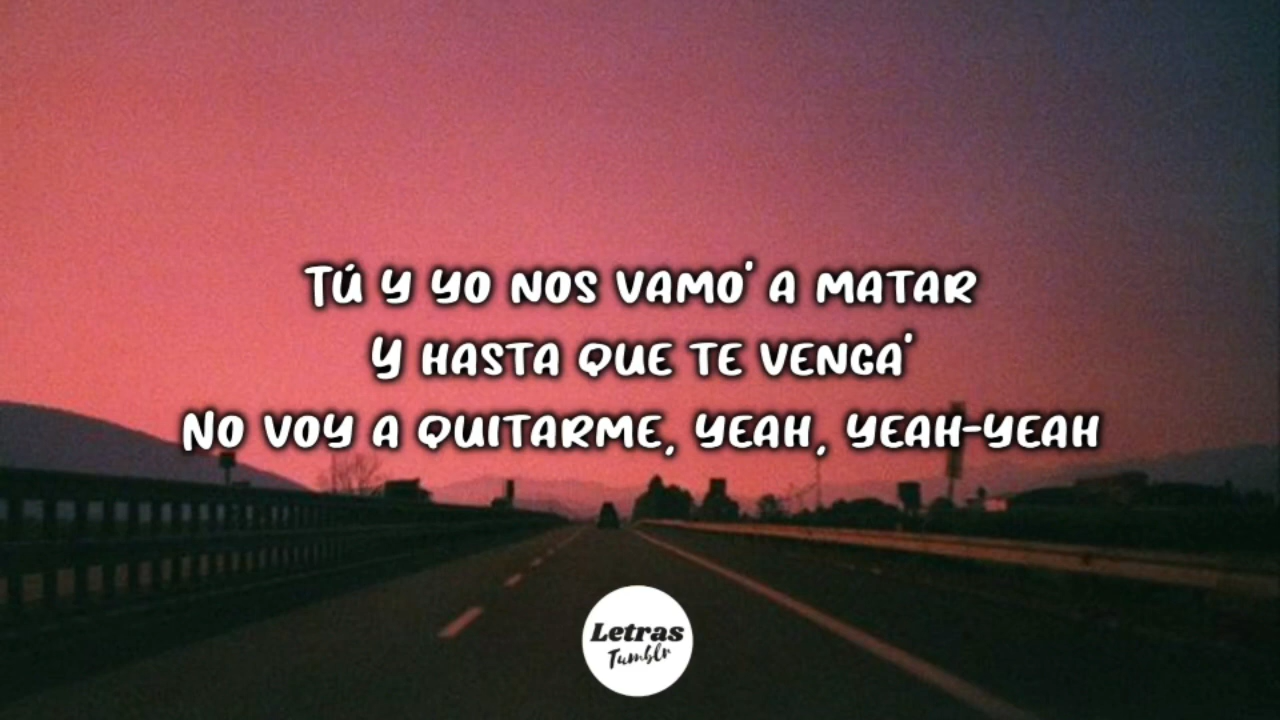 Tú y yo nos vamo' a matar
Y hasta que te venga'
No voy a quitarme, yeah, yeah-yeah
Letras
Tumblr